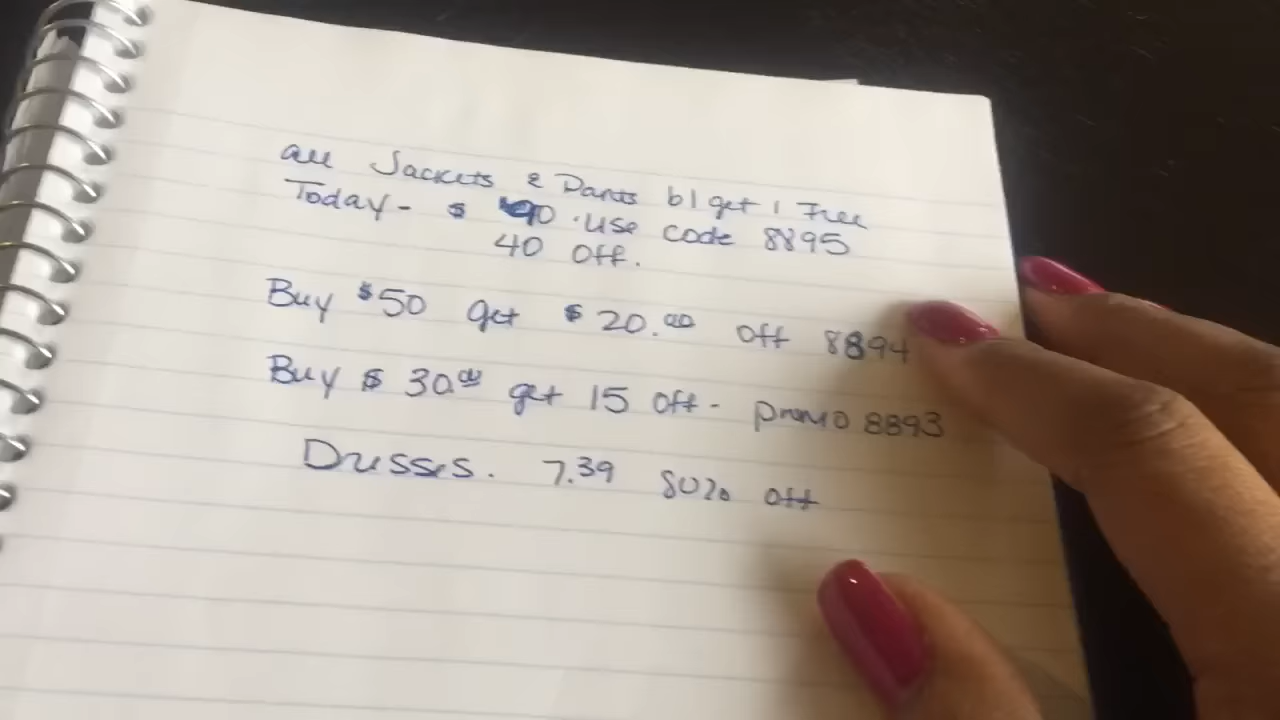 all Jackets & Pants b1 get 1 Free
Today - $ 90 . Use code 8895
40 Off.
Buy $50 get $20.00 Off 8894
Buy $30.00 get 15 Off - promo 8893
Dresses. 7.39 80% Off